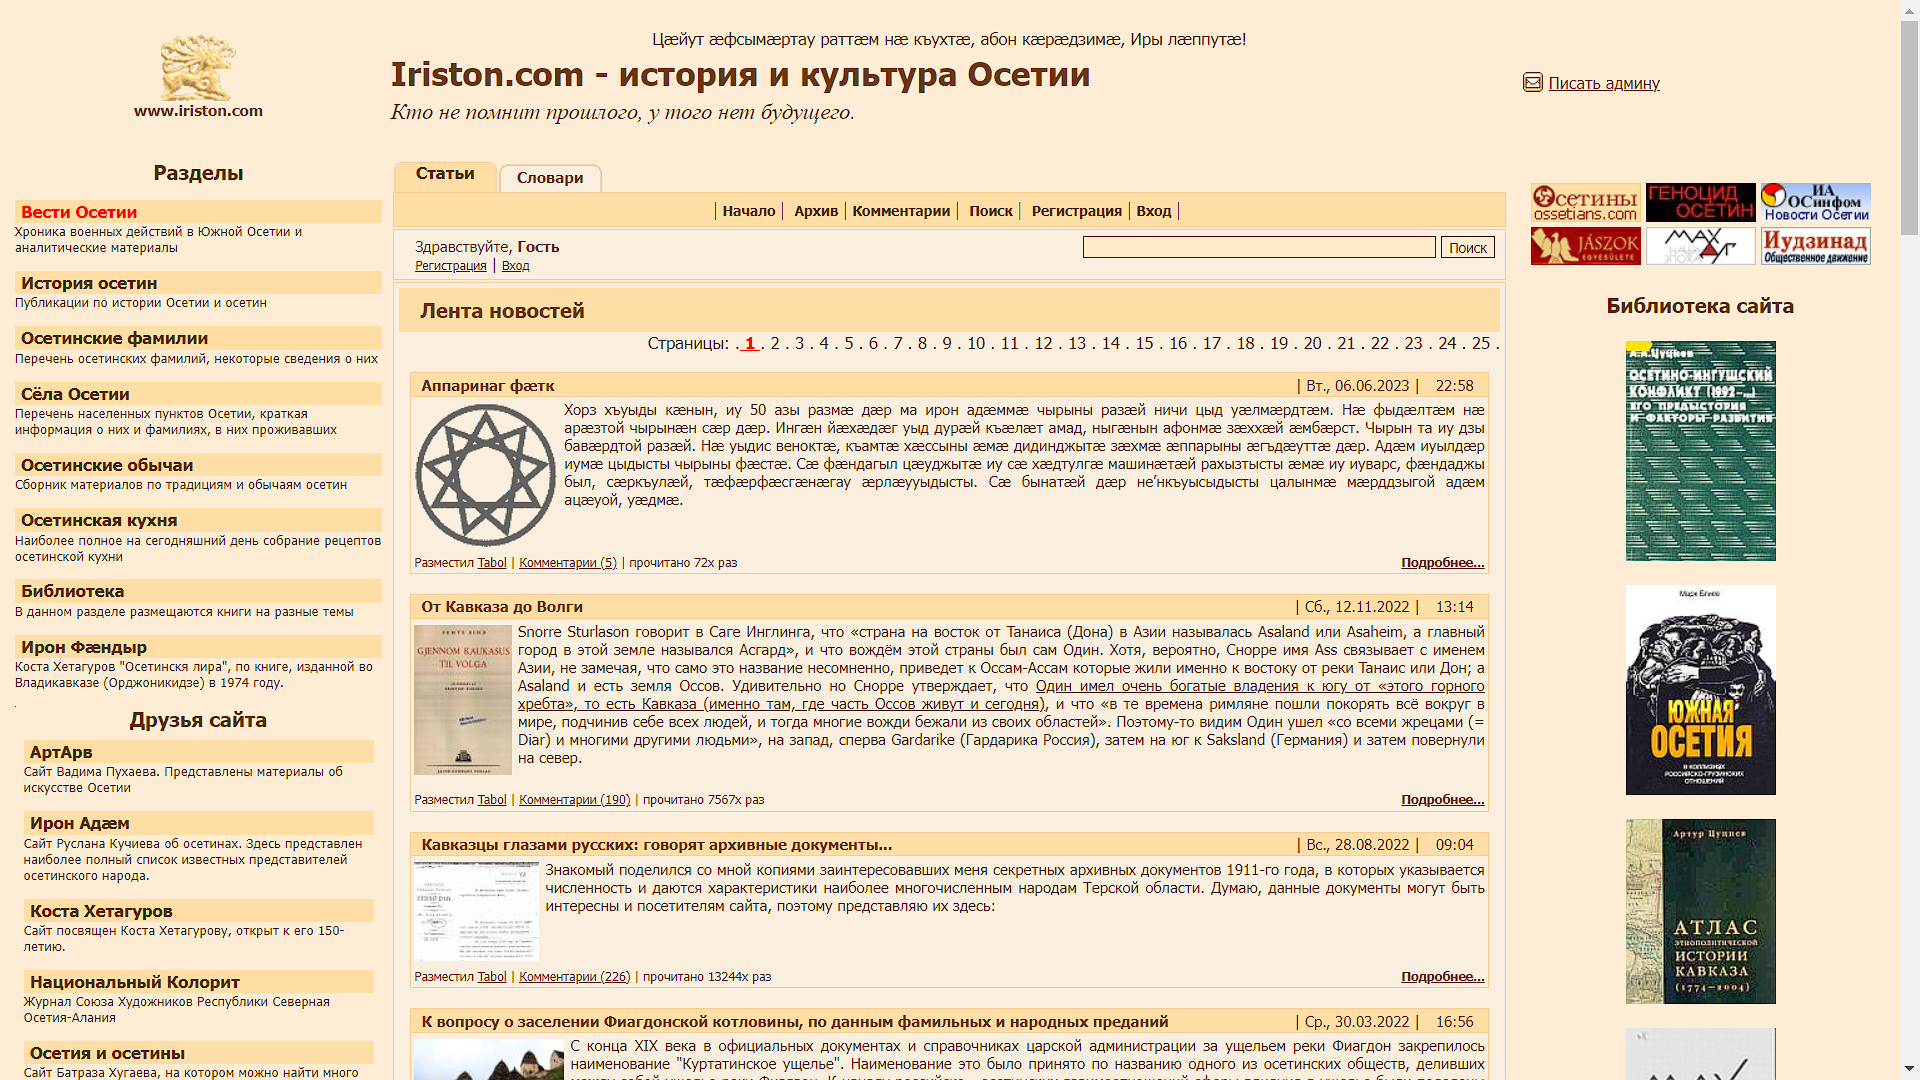 Цæйут æфсымæртау раттæм нæ къухтæ, абон кæрæдзимæ, Иры лæппутæ!
Iriston.com - история и культура Осетии
Кто не помнит прошлого, у того нет будущего.
www.iriston.com
Писать админу
Разделы
Вести Осетии
Хроника военных действий в Южной Осетии и
аналитические материалы
История осетин
Публикации по истории Осетии и осетин
Осетинские фамилии
Перечень осетинских фамилий, некоторые сведения о них
Сёла Осетии
Перечень населенных пунктов Осетии, краткая
информация о них и фамилиях, в них проживавших
Осетинские обычаи
Сборник материалов по традициям и обычаям осетин
Осетинская кухня
Наиболее полное на сегодняшний день собрание рецептов
осетинской кухни
Библиотека
В данном разделе размещаются книги на разные темы
Ирон Фæндыр
Коста Хетагуров "Осетинскя лира", по книге, изданной во
Владикавказе (Орджоникидзе) в 1974 году.
Друзья сайта
АртАрв
Сайт Вадима Пухаева. Представлены материалы об
искусстве Осетии
Ирон Адæм
Сайт Руслана Кучиева об осетинах. Здесь представлен
наиболее полный список известных представителей
осетинского народа.
Коста Хетагуров
Сайт посвящен Коста Хетагурову, открыт к его 150-
летию.
Национальный Колорит
Журнал Союза Художников Республики Северная
Осетия-Алания
Осетия и осетины
Сайт Батраза Хугаева, на котором можно найти много
Статьи
Словари
| Начало | Архив | Комментарии | Поиск | Регистрация | Вход |
Здравствуйте, Гость
Регистрация | Вход
Поиск
Лента новостей
Страницы: . 1 . 2 . 3 . 4 . 5 . 6 . 7 . 8 . 9 . 10 . 11 . 12 . 13 . 14 . 15 . 16 . 17 . 18 . 19 . 20 . 21 . 22 . 23 . 24 . 25 .
Аппаринаг фæтк | Вт., 06.06.2023 | 22:58
Хорз хъуыды кæнын, иу 50 азы размæ дæр ма ирон адæммæ чырыны разæй ничи цыд уæлмæрдтæм. Нæ фыдæлтæм нæ
арæзтой чырынæн сæр дæр. Ингæн йæхæдæг уыд дурæй къæлæт амад, ныгæнын афонмæ зæххæй æмбæрст. Чырын та иу дзы
бавæрдтой разæй. Нæ уыдис веноктæ, къамтæ хæссыны æмæ дидинджытæ зæхмæ æппарыны æгъдæуттæ дæр. Адæм иуылдæр
иумæ цыдысты чырыны фæстæ. Сæ фæндагыл цæуджытæ иу сæ хæдтулгæ машинæтæй рахызтысты æмæ иу иуварс, фæндаджы
был, сæркъулæй, тæфæрфæсгæнæгау æрлæууыдысты. Сæ бынатæй дæр не’нкъуысыдысты цалынмæ мæрддзыгой адæм
ацæуой, уæдмæ.
Разместил Tabol | Комментарии (5) | прочитано 72х раз
Подробнее...
От Кавказа до Волги | Сб., 12.11.2022 | 13:14
FENTZ BIND
GJENNOM KAUKASUS
TIL VOLGA
Snorre Sturlason говорит в Саге Инглинга, что «страна на восток от Танаиса (Дона) в Азии называлась Asaland или Asaheim, а главный
город в этой земле назывался Асгард», и что вождём этой страны был сам Один. Хотя, вероятно, Снорре имя Ass связывает с именем
Азии, не замечая, что само это название несомненно, приведет к Оссам-Ассам которые жили именно к востоку от реки Танаис или Дон; а
Asaland и есть земля Оссов. Удивительно но Снорре утверждает, что Один имел очень богатые владения к югу от «этого горного
хребта», то есть Кавказа (именно там, где часть Оссов живут и сегодня), и что «в те времена римляне пошли покорять всё вокруг в
мире, подчинив себе всех людей, и тогда многие вожди бежали из своих областей». Поэтому-то видим Один ушел «со всеми жрецами (=
Diar) и многими другими людьми», на запад, сперва Gardarike (Гардарика Россия), затем на юг к Saksland (Германия) и затем повернули
на север.
Разместил Tabol | Комментарии (190) | прочитано 7567х раз
Подробнее...
Кавказцы глазами русских: говорят архивные документы... | Вс., 28.08.2022 | 09:04
Знакомый поделился со мной копиями заинтересовавших меня секретных архивных документов 1911-го года, в которых указывается
численность и даются характеристики наиболее многочисленным народам Терской области. Думаю, данные документы могут быть
интересны и посетителям сайта, поэтому представляю их здесь:
Разместил Tabol | Комментарии (226) | прочитано 13244х раз
Подробнее...
К вопросу о заселении Фиагдонской котловины, по данным фамильных и народных преданий | Ср., 30.03.2022 | 16:56
С конца XIX века в официальных документах и справочниках царской администрации за ущельем реки Фиагдон закрепилось
наименование "Куртатинское ущелье". Наименование это было принято по названию одного из осетинских обществ, деливших
Осетины
ossetians.com
ГЕНОЦИД
ОСЕТИН
ИА
ОСинфом
Новости Осетии
JÁSZOK
EGYESÜLETE
МАХ ДУГ
НАША ЭПОХА
Иудзинад
Общественное движение
Библиотека сайта
А.А.Цуциев
ОСЕТИНО-ИНГУШСКИЙ
КОНФЛИКТ (1992-...)
ЕГО ПРЕДЫСТОРИЯ
И ФАКТОРЫ РАЗВИТИЯ
Марк Блиев
ЮЖНАЯ
ОСЕТИЯ
В КОЛЛИЗИЯХ
РОССИЙСКО-ГРУЗИНСКИХ
ОТНОШЕНИЙ
Артур Цуциев
АТЛАС
ЭТНОПОЛИТИЧЕСКОЙ
ИСТОРИИ
КАВКАЗА
(1774–2004)